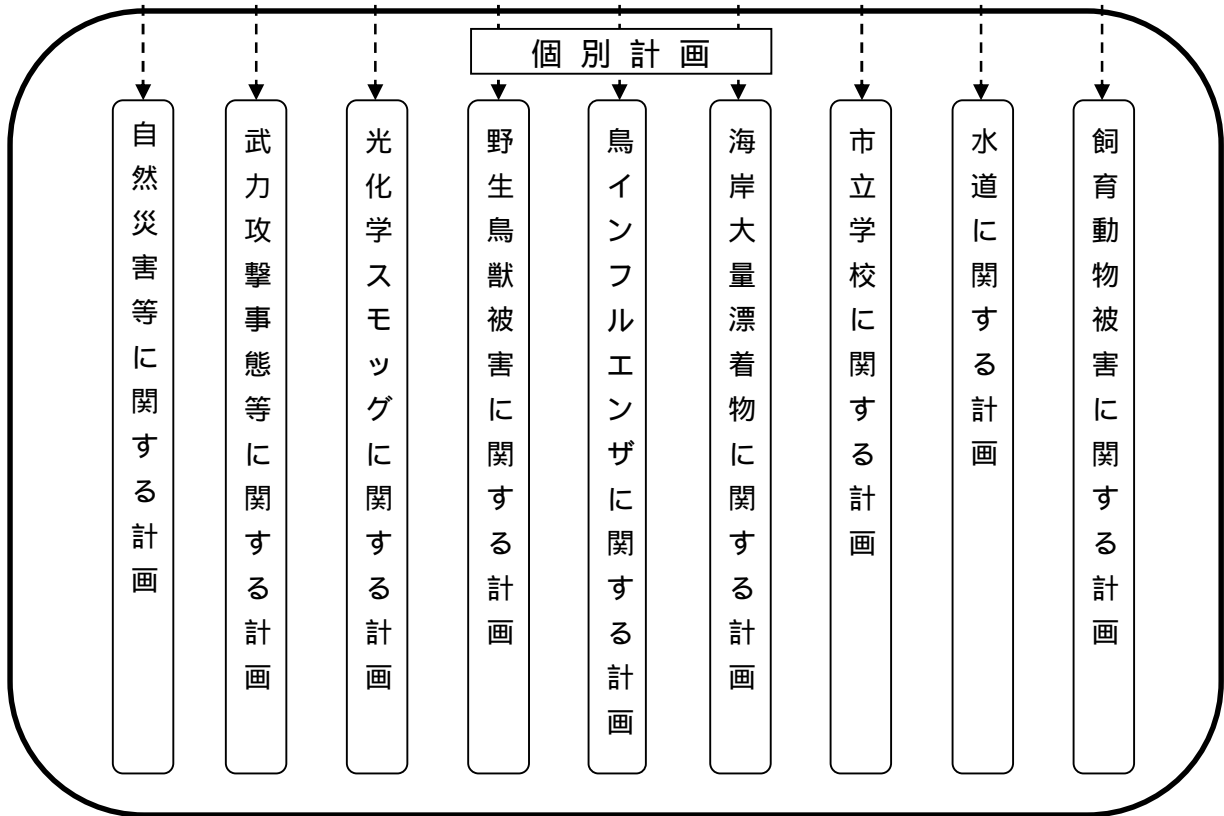 個別計画
自然災害等に関する計画
武力攻撃事態等に関する計画
光化学スモッグに関する計画
野生鳥獣被害に関する計画
鳥インフルエンザに関する計画
海岸大量漂着物に関する計画
市立学校に関する計画
水道に関する計画
飼育動物被害に関する計画